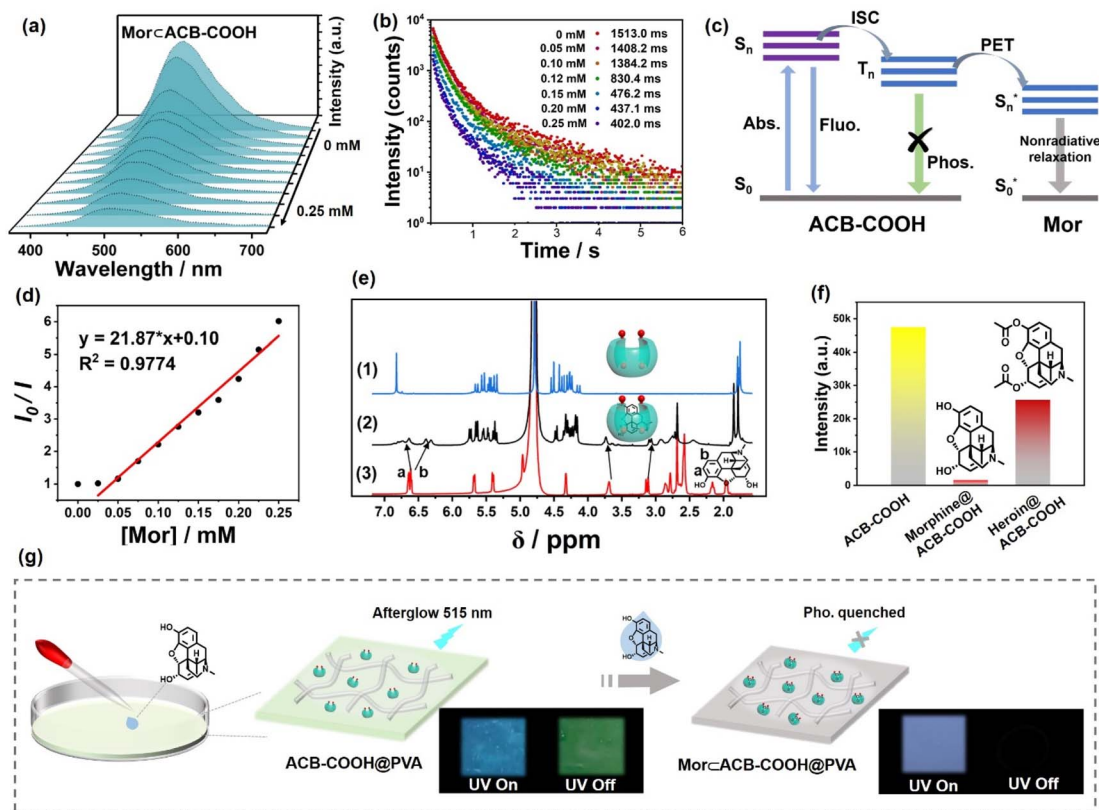 (a)
Mor⊂ACB-COOH
Intensity (a.u.)
0 mM
0.25 mM
400 500 600 700
Wavelength / nm
(b)
Intensity (counts)
10⁴
10³
10²
10¹
10⁰
0 mM 1513.0 ms
0.05 mM 1408.2 ms
0.10 mM 1384.2 ms
0.12 mM 830.4 ms
0.15 mM 476.2 ms
0.20 mM 437.1 ms
0.25 mM 402.0 ms
0 1 2 3 4 5 6
Time / s
(c)
ISC
Sₙ
PET
Tₙ
Sₙ*
Abs.
Fluo.
Phos.
Nonradiative
relaxation
S₀
S₀*
ACB-COOH
Mor
(d)
I₀ / I
6
5
4
3
2
1
y = 21.87*x+0.10
R² = 0.9774
0.00 0.05 0.10 0.15 0.20 0.25
[Mor] / mM
(e)
(1)
(2)
(3)
a
b
b
a
HO
OH
7.0 6.5 6.0 5.5 5.0 4.5 4.0 3.5 3.0 2.5 2.0
δ / ppm
(f)
Intensity (a.u.)
50k
40k
30k
20k
10k
0
O
O
O
H
N
O
O
HO
O
H
N
HO
ACB-COOH
Morphine@
ACB-COOH
Heroin@
ACB-COOH
(g)
HO
O
H
N
HO
Afterglow 515 nm
ACB-COOH@PVA
UV On
UV Off
HO
O
H
N
HO
Pho. quenched
Mor⊂ACB-COOH@PVA
UV On
UV Off